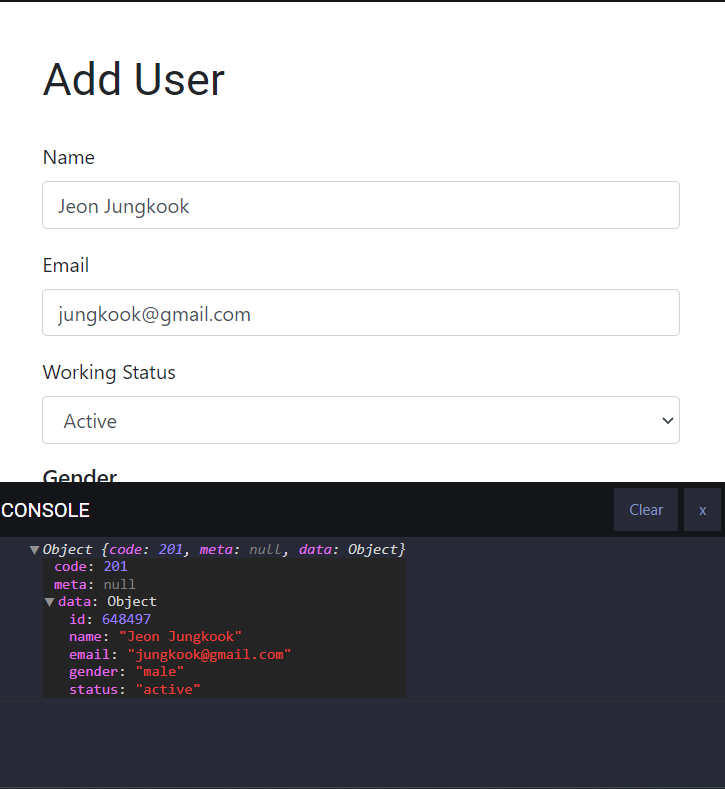 Add User
Name
Jeon Jungkook
Email
jungkook@gmail.com
Working Status
Active
Gender
CONSOLE
Clear
x
▼Object {code: 201, meta: null, data: Object}
code: 201
meta: null
▼data: Object
id: 648497
name: "Jeon Jungkook"
email: "jungkook@gmail.com"
gender: "male"
status: "active"